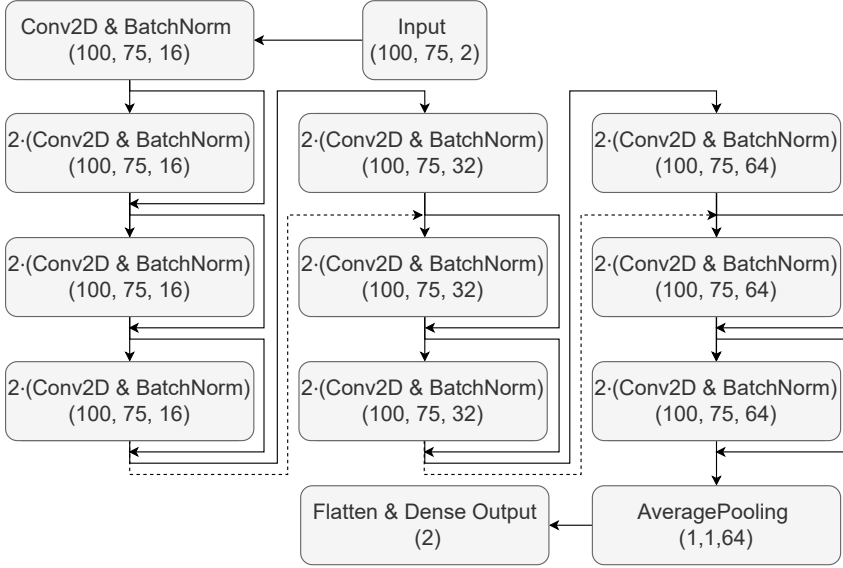 Conv2D & BatchNorm
(100, 75, 16)
Input
(100, 75, 2)
2·(Conv2D & BatchNorm)
(100, 75, 16)
2·(Conv2D & BatchNorm)
(100, 75, 32)
2·(Conv2D & BatchNorm)
(100, 75, 64)
2·(Conv2D & BatchNorm)
(100, 75, 16)
2·(Conv2D & BatchNorm)
(100, 75, 32)
2·(Conv2D & BatchNorm)
(100, 75, 64)
2·(Conv2D & BatchNorm)
(100, 75, 16)
2·(Conv2D & BatchNorm)
(100, 75, 32)
2·(Conv2D & BatchNorm)
(100, 75, 64)
Flatten & Dense Output
(2)
AveragePooling
(1,1,64)